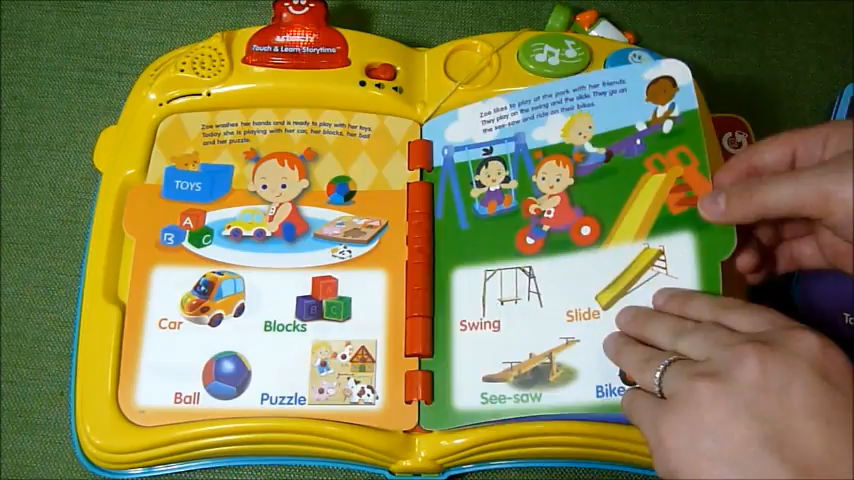 Touch & Learn Storytime
Zoe washes her hands and is ready to play with her toys.
Today she is playing with her car, her blocks, her ball
and her puzzle.
TOYS
A
B
C
Car
Blocks
Ball
Puzzle
Zoe likes to play at the park with her friends.
They play on the swing and the slide. They go on
the see-saw and ride on their bikes.
Swing
Slide
See-saw
Bike